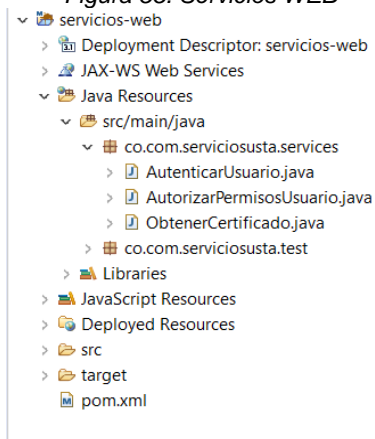 Figura 38. Servicios WEB
servicios-web
Deployment Descriptor: servicios-web
JAX-WS Web Services
Java Resources
src/main/java
co.com.serviciosusta.services
AutenticarUsuario.java
AutorizarPermisosUsuario.java
ObtenerCertificado.java
co.com.serviciosusta.test
Libraries
JavaScript Resources
Deployed Resources
src
target
pom.xml